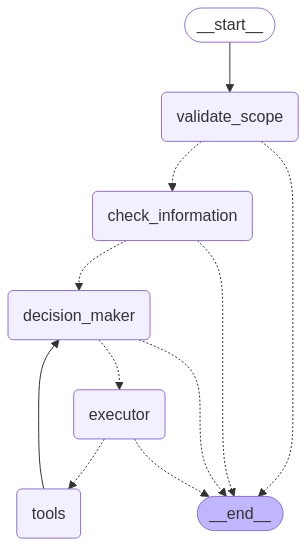 __start__
validate_scope
check_information
decision_maker
executor
tools
__end__